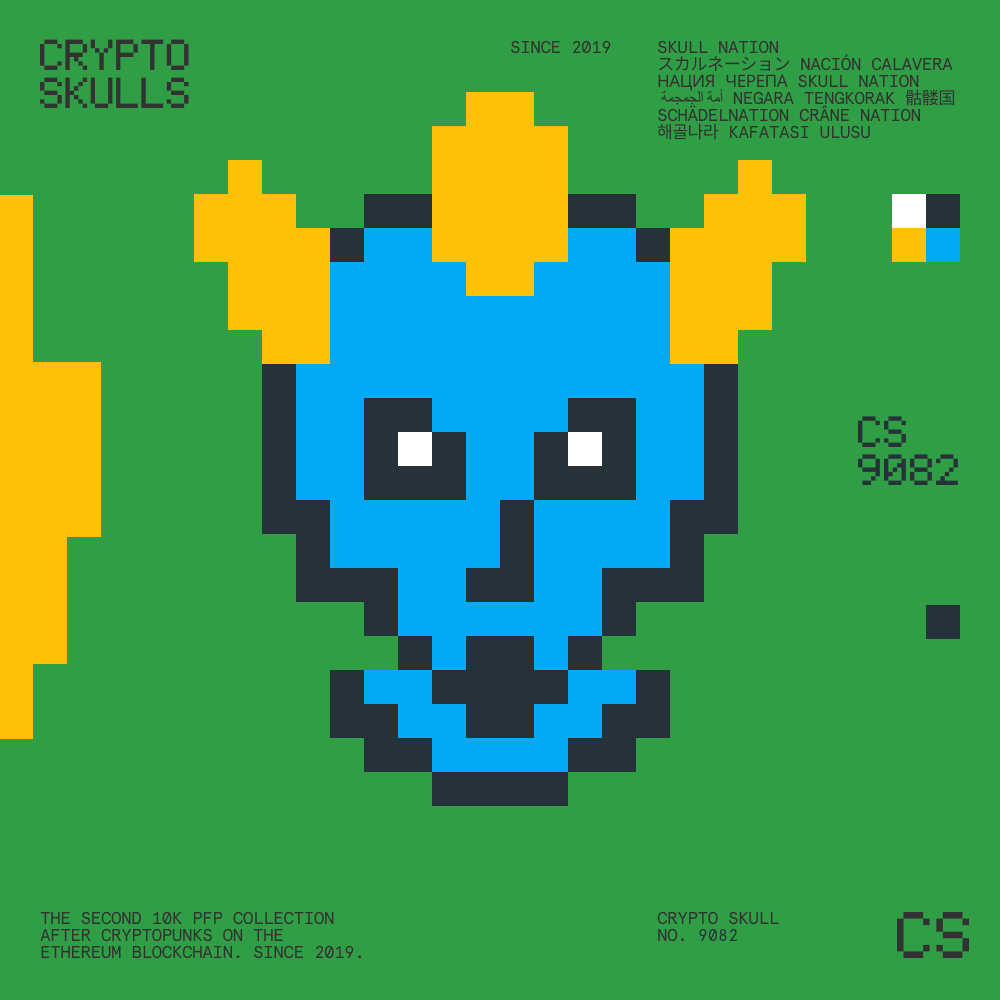 CRYPTO
SKULLS
SINCE 2019
SKULL NATION
スカルネーション NACIÓN CALAVERA
НАЦИЯ ЧЕРЕПА SKULL NATION
أمة الجمجمة NEGARA TENGKORAK 骷髅国
SCHÄDELNATION CRÂNE NATION
해골나라 KAFATASI ULUSU
CS
9082
THE SECOND 10K PFP COLLECTION
AFTER CRYPTOPUNKS ON THE
ETHEREUM BLOCKCHAIN. SINCE 2019.
CRYPTO SKULL
NO. 9082
CS